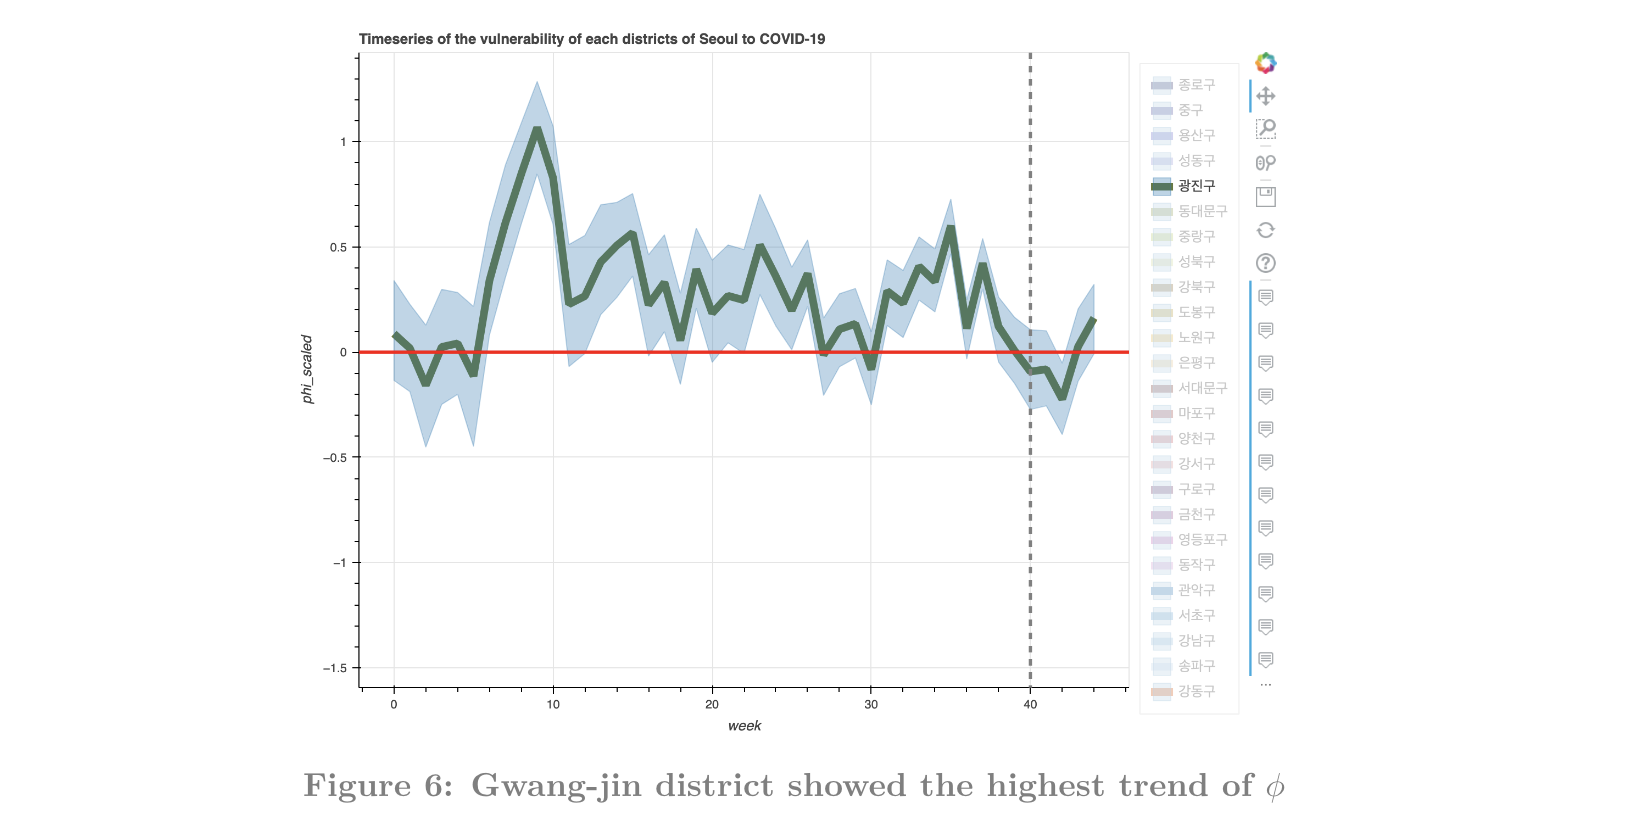 Timeseries of the vulnerability of each districts of Seoul to COVID-19
종로구
중구
용산구
성동구
광진구
동대문구
중랑구
성북구
강북구
도봉구
노원구
은평구
서대문구
마포구
양천구
강서구
구로구
금천구
영등포구
동작구
관악구
서초구
강남구
송파구
강동구
...
phi_scaled
1
0.5
0
−0.5
−1
−1.5
0 10 20 30 40
week
Figure 6: Gwang-jin district showed the highest trend of ϕ